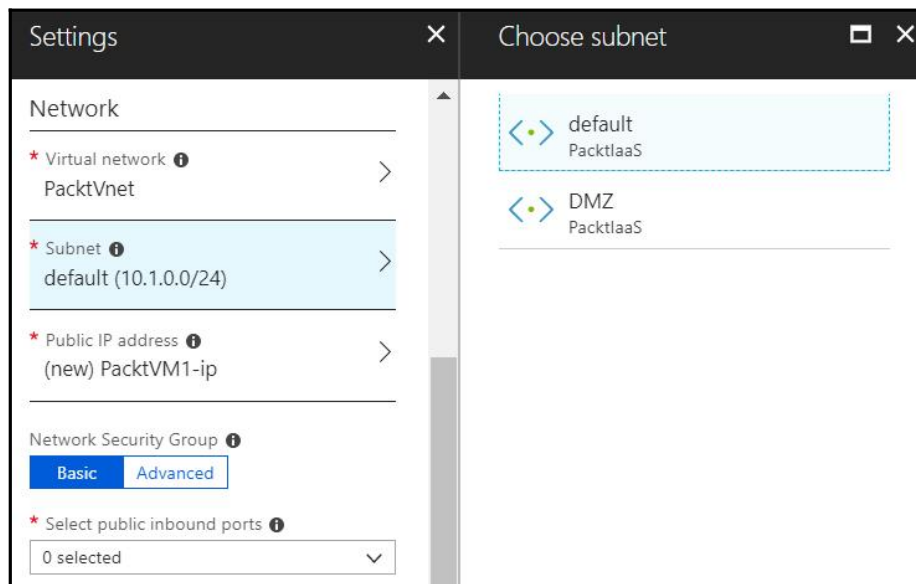 Settings
Network
* Virtual network
PacktVnet
* Subnet
default (10.1.0.0/24)
* Public IP address
(new) PacktVM1-ip
Network Security Group
Basic Advanced
* Select public inbound ports
0 selected
Choose subnet
default
PacktIaaS
DMZ
PacktIaaS